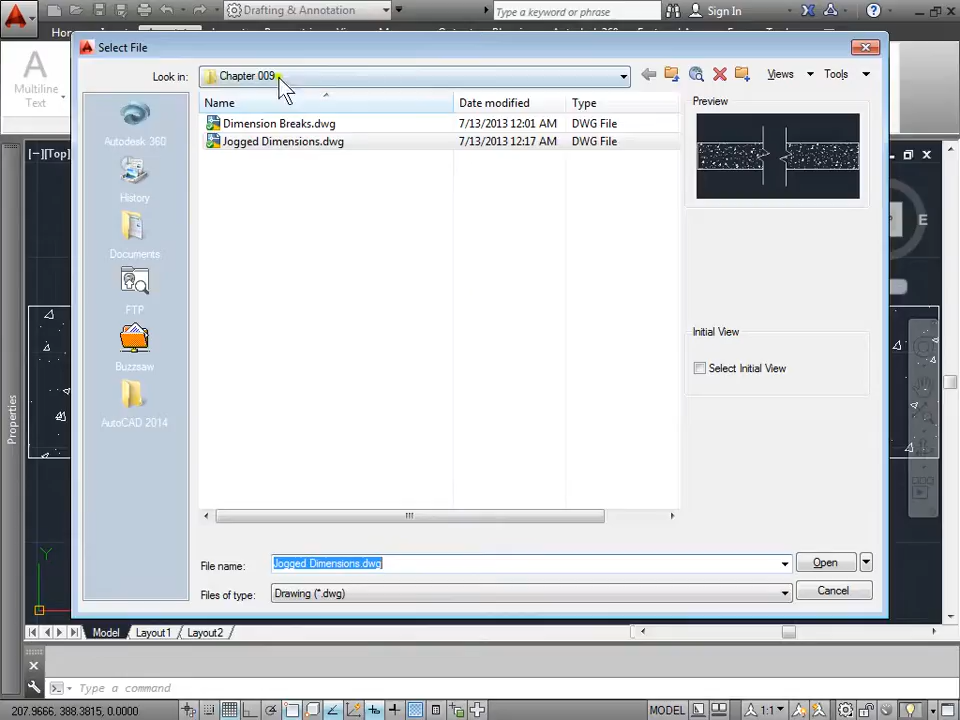 Drafting & Annotation
Type a keyword or phrase
Sign In
Select File
Look in:
Chapter 009
Views
Tools
A
Multiline
Text
Name
Date modified
Type
Preview
Dimension Breaks.dwg
7/13/2013 12:01 AM
DWG File
Jogged Dimensions.dwg
7/13/2013 12:17 AM
DWG File
Autodesk 360
History
Documents
FTP
Buzzsaw
AutoCAD 2014
[−][Top]
E
Initial View
Select Initial View
Properties
File name:
Jogged Dimensions.dwg
Open
Files of type:
Drawing (*.dwg)
Cancel
Y
Model
Layout1
Layout2
Type a command
207.9666, 388.3815, 0.0000
MODEL
1:1